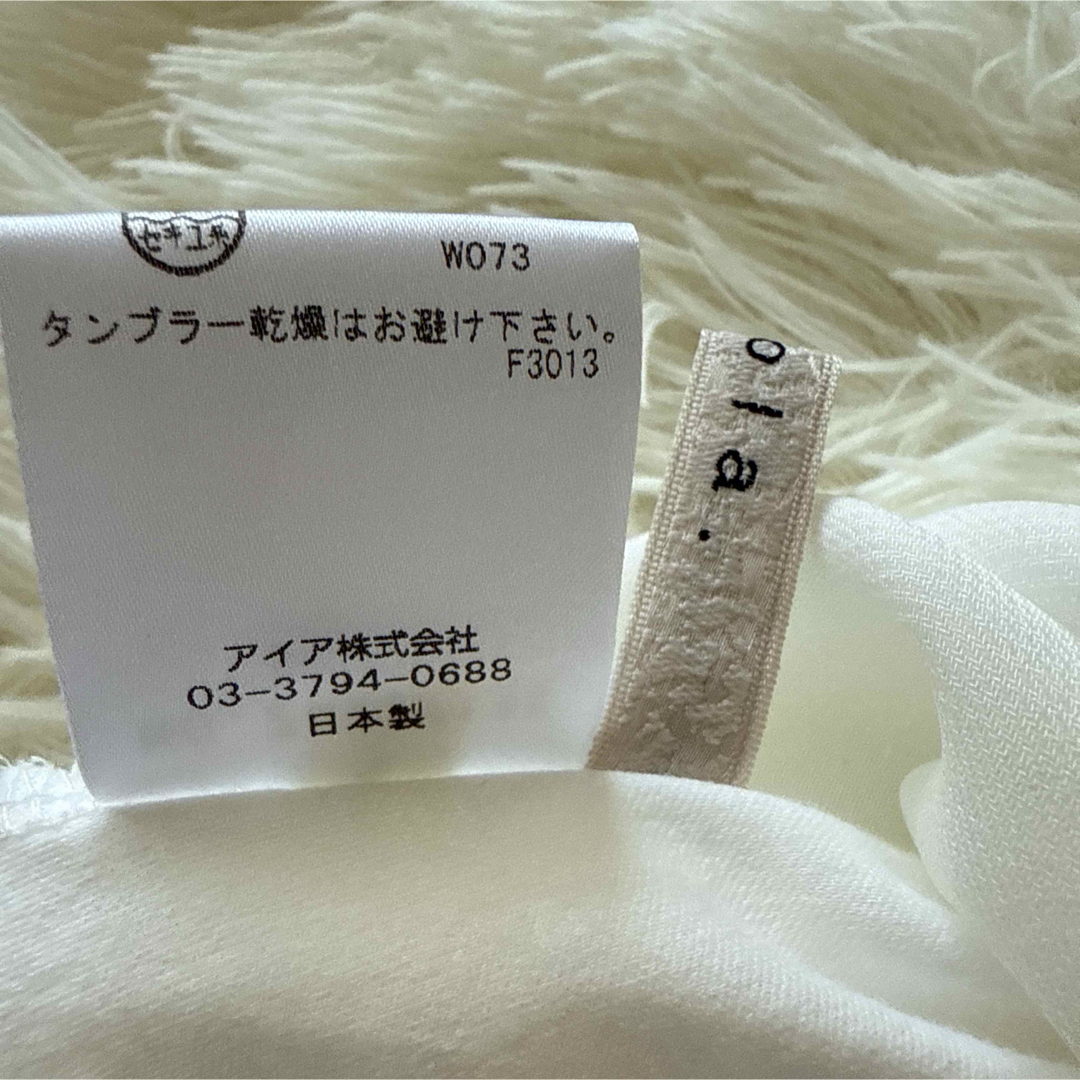 W073
タンブラー乾燥はお避け下さい。
F3013
アイア株式会社
03-3794-0688
日本製
ola.